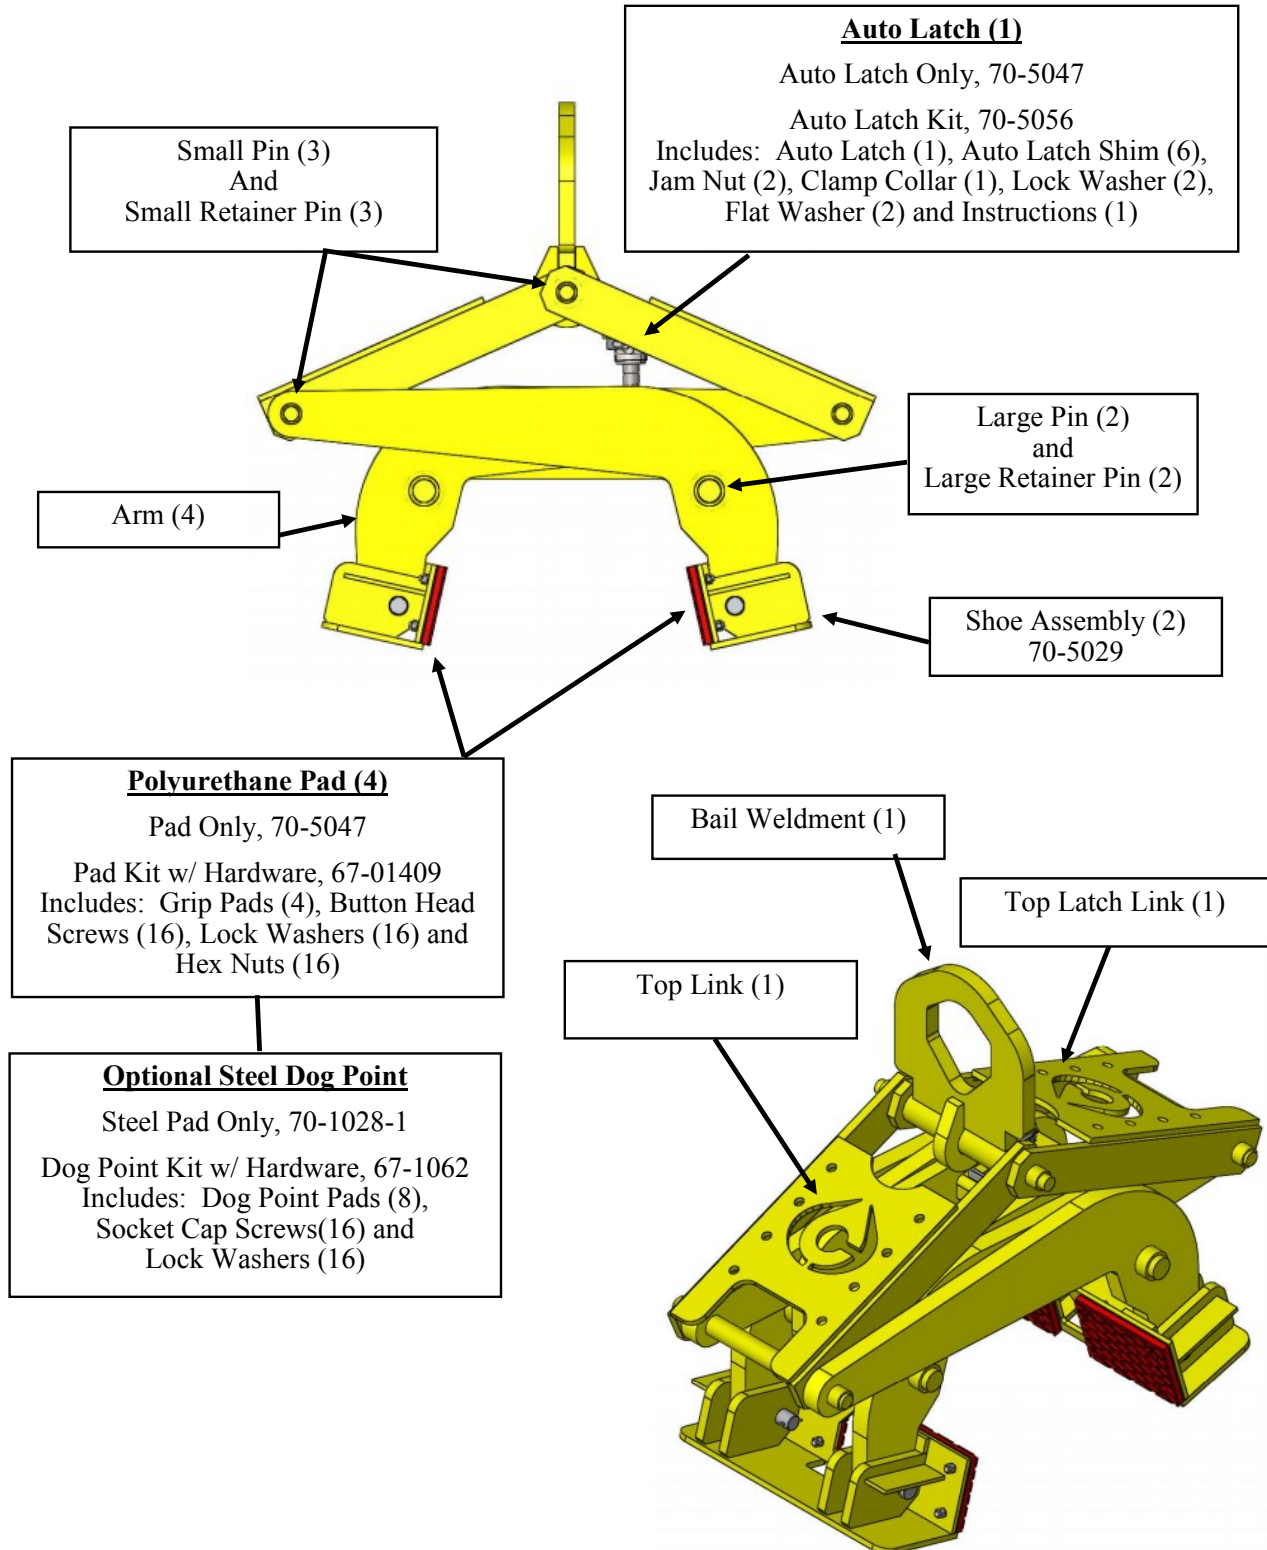 Auto Latch (1)
Auto Latch Only, 70-5047
Auto Latch Kit, 70-5056
Includes:  Auto Latch (1), Auto Latch Shim (6),
Jam Nut (2), Clamp Collar (1), Lock Washer (2),
Flat Washer (2) and Instructions (1)
Small Pin (3)
And
Small Retainer Pin (3)
Large Pin (2)
and
Large Retainer Pin (2)
Arm (4)
Shoe Assembly (2)
70-5029
Polyurethane Pad (4)
Pad Only, 70-5047
Pad Kit w/ Hardware, 67-01409
Includes:  Grip Pads (4), Button Head
Screws (16), Lock Washers (16) and
Hex Nuts (16)
Bail Weldment (1)
Top Latch Link (1)
Top Link (1)
Optional Steel Dog Point
Steel Pad Only, 70-1028-1
Dog Point Kit w/ Hardware, 67-1062
Includes:  Dog Point Pads (8),
Socket Cap Screws(16) and
Lock Washers (16)